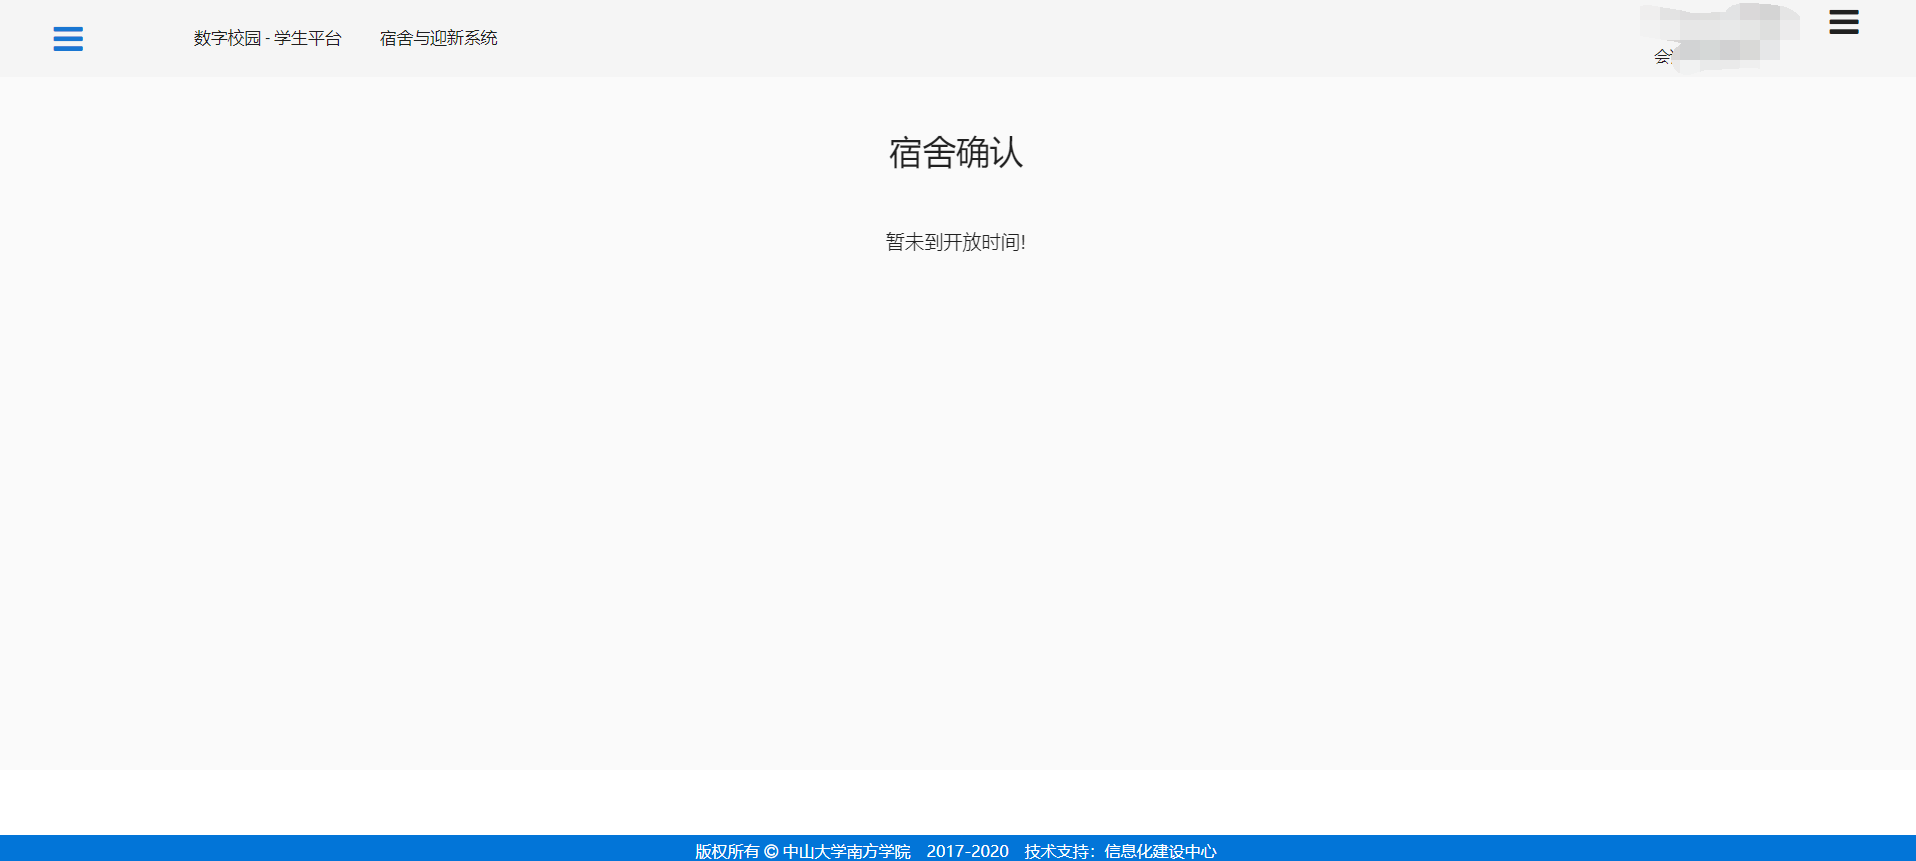 数字校园 - 学生平台 宿舍与迎新系统
会
宿舍确认
暂未到开放时间!
版权所有 © 中山大学南方学院 2017-2020 技术支持：信息化建设中心